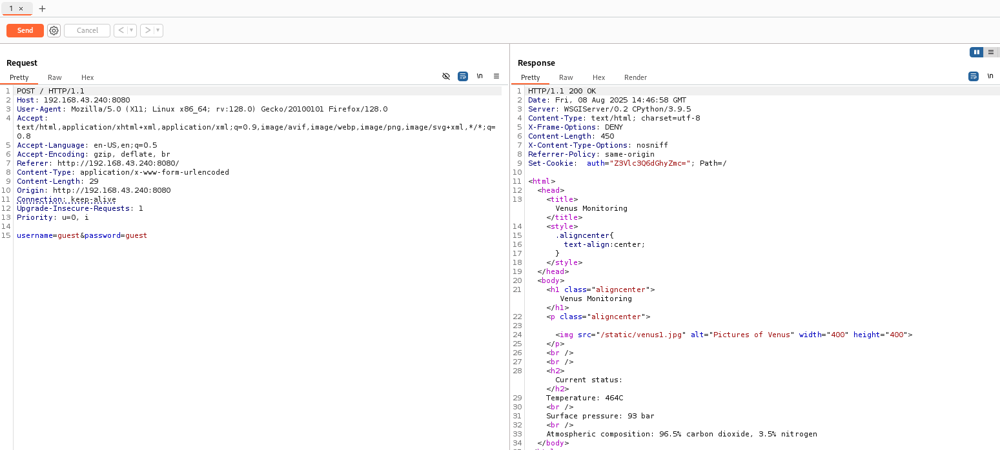 1 ×  +
Send  Cancel  <  >
Request
Pretty  Raw  Hex  \n
1 POST / HTTP/1.1
2 Host: 192.168.43.240:8080
3 User-Agent: Mozilla/5.0 (X11; Linux x86_64; rv:128.0) Gecko/20100101 Firefox/128.0
4 Accept:
text/html,application/xhtml+xml,application/xml;q=0.9,image/avif,image/webp,image/png,image/svg+xml,*/*;q=
0.8
5 Accept-Language: en-US,en;q=0.5
6 Accept-Encoding: gzip, deflate, br
7 Referer: http://192.168.43.240:8080/
8 Content-Type: application/x-www-form-urlencoded
9 Content-Length: 29
10 Origin: http://192.168.43.240:8080
11 Connection: keep-alive
12 Upgrade-Insecure-Requests: 1
13 Priority: u=0, i
14
15 username=guest&password=guest
Response
Pretty  Raw  Hex  Render  \n
1 HTTP/1.1 200 OK
2 Date: Fri, 08 Aug 2025 14:46:58 GMT
3 Server: WSGIServer/0.2 CPython/3.9.5
4 Content-Type: text/html; charset=utf-8
5 X-Frame-Options: DENY
6 Content-Length: 450
7 X-Content-Type-Options: nosniff
8 Referrer-Policy: same-origin
9 Set-Cookie:  auth="Z3Vlc3Q6dGhyZmc="; Path=/
10
11 <html>
12 <head>
13 <title>
Venus Monitoring
</title>
14 <style>
15 .aligncenter{
16 text-align:center;
17 }
18 </style>
19 </head>
20 <body>
21 <h1 class="aligncenter">
Venus Monitoring
</h1>
22 <p class="aligncenter">
23
24 <img src="/static/venus1.jpg" alt="Pictures of Venus" width="400" height="400">
25 </p>
26 <br />
27 <br />
28 <h2>
Current status:
</h2>
29 Temperature: 464C
30 <br />
31 Surface pressure: 93 bar
32 <br />
33 Atmospheric composition: 96.5% carbon dioxide, 3.5% nitrogen
34 </body>